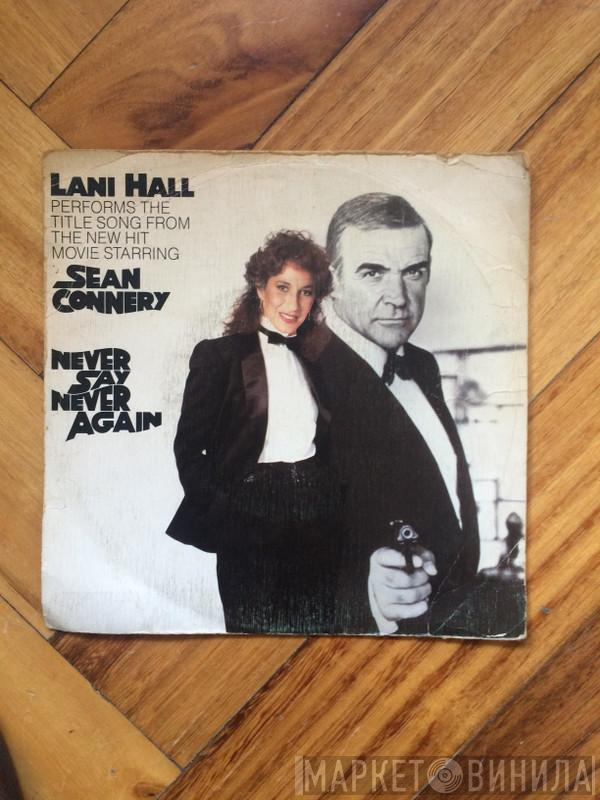 LANI HALL
PERFORMS THE
TITLE SONG FROM
THE NEW HIT
MOVIE STARRING
SEAN
CONNERY
NEVER
SAY
NEVER
AGAIN
МАРКЕТ ВИНИЛА